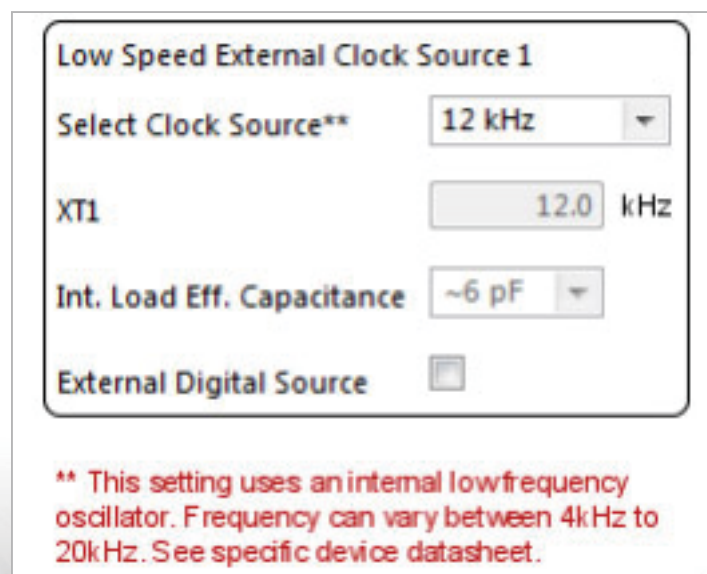 Low Speed External Clock Source 1
Select Clock Source** 12 kHz
XT1 12.0 kHz
Int. Load Eff. Capacitance ~6 pF
External Digital Source
** This setting uses an internal low frequency
oscillator. Frequency can vary between 4kHz to
20kHz. See specific device datasheet.